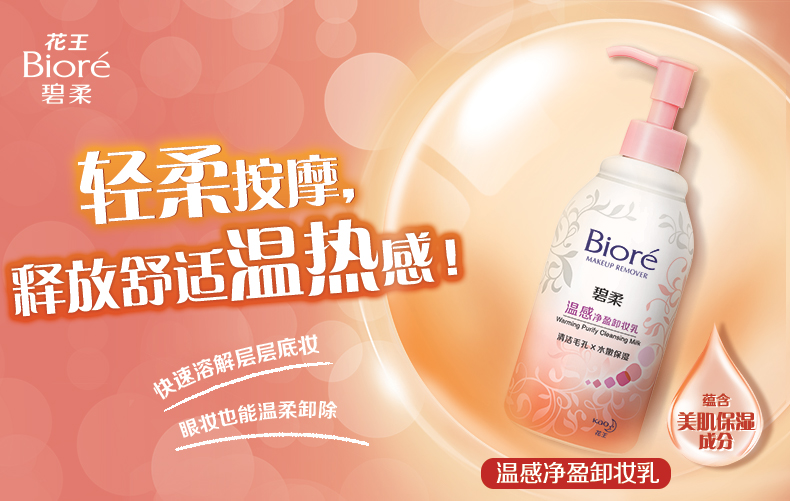 花王
Bioré
碧柔
轻柔按摩,
释放舒适温热感!
快速溶解层层底妆
眼妆也能温柔卸除
Bioré
MAKEUP REMOVER
碧柔
温感净盈卸妆乳
Warming Purify Cleansing Milk
清洁毛孔×水嫩保湿
KAO
花王
蕴含
美肌保湿
成分
温感净盈卸妆乳